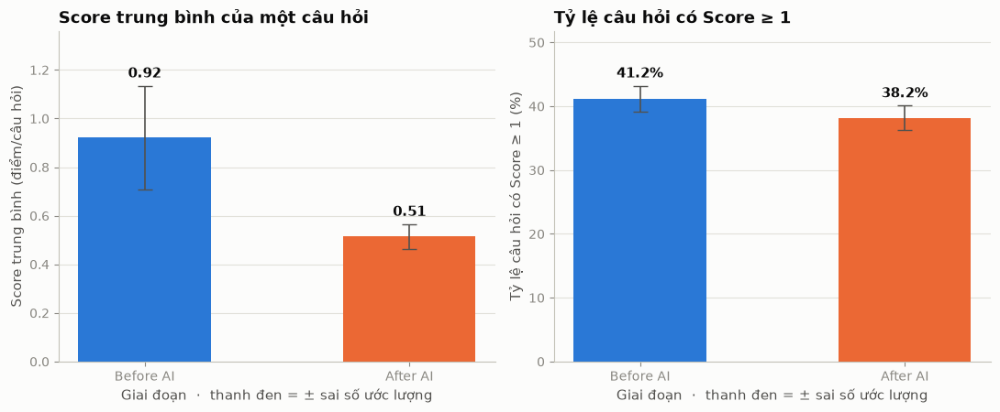 Score trung bình của một câu hỏi
Score trung bình (điểm/câu hỏi)
1.2
1.0
0.8
0.6
0.4
0.2
0.0
0.92
0.51
Before AI
After AI
Giai đoạn · thanh đen = ± sai số ước lượng
Tỷ lệ câu hỏi có Score ≥ 1
Tỷ lệ câu hỏi có Score ≥ 1 (%)
50
40
30
20
10
0
41.2%
38.2%
Before AI
After AI
Giai đoạn · thanh đen = ± sai số ước lượng